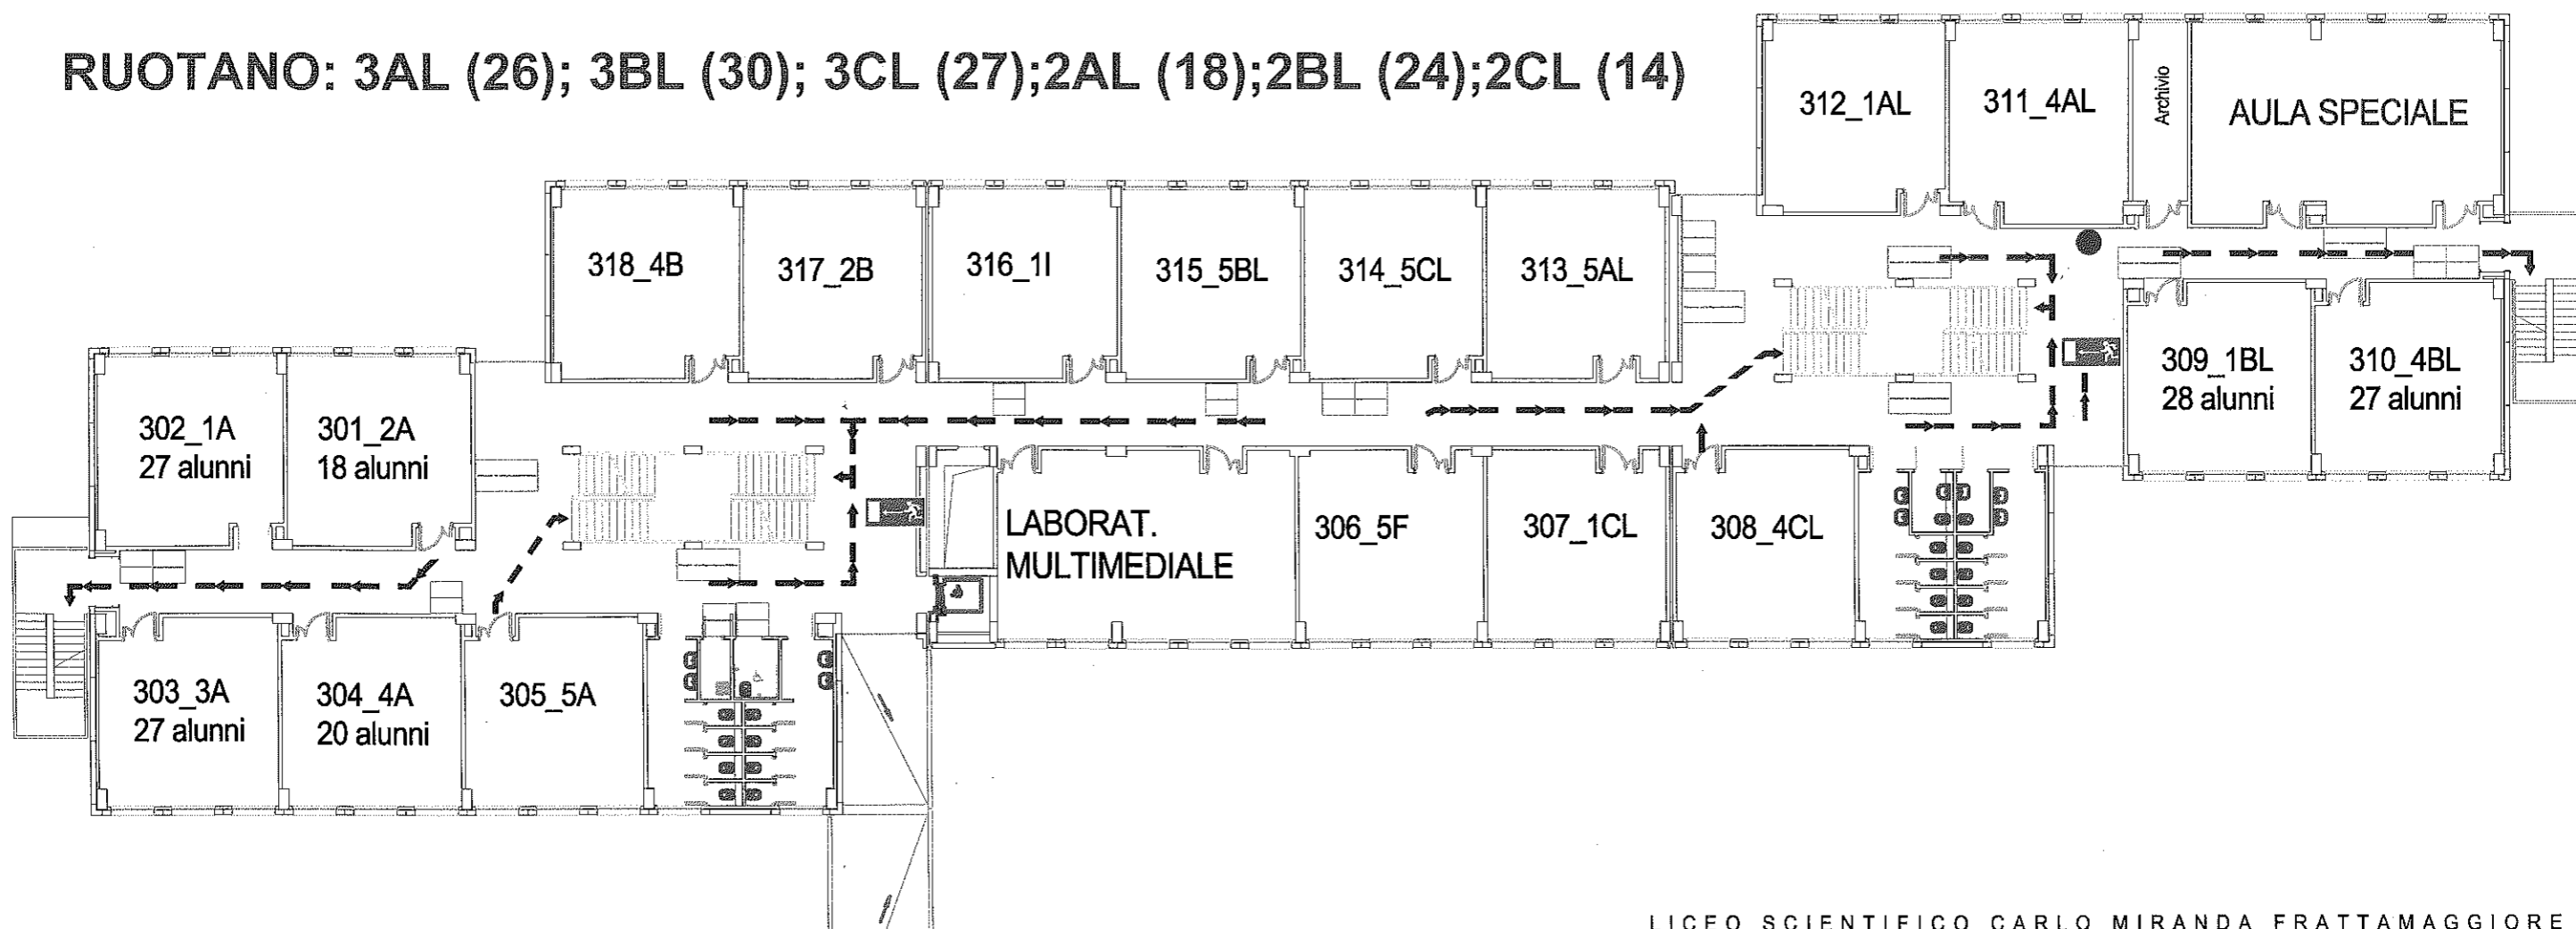 RUOTANO: 3AL (26); 3BL (30); 3CL (27);2AL (18);2BL (24);2CL (14)
312_1AL
311_4AL
Archivio
AULA SPECIALE
318_4B
317_2B
316_1I
315_5BL
314_5CL
313_5AL
302_1A
27 alunni
301_2A
18 alunni
309_1BL
28 alunni
310_4BL
27 alunni
LABORAT.
MULTIMEDIALE
306_5F
307_1CL
308_4CL
303_3A
27 alunni
304_4A
20 alunni
305_5A
LICEO SCIENTIFICO CARLO MIRANDA FRATTAMAGGIORE